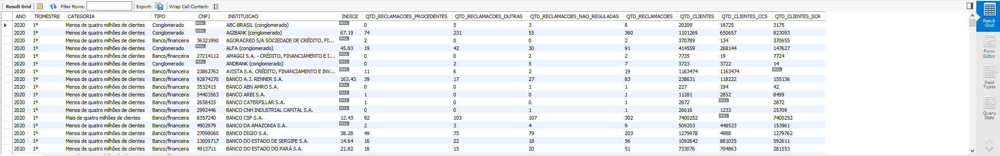 Result Grid Filter Rows: Export: Wrap Cell Content: IA
ANO TRIMESTRE CATEGORIA TIPO CNPJ INSTITUICAO INDICE QTD_RECLAMACOES_PROCEDENTES QTD_RECLAMACOES_OUTRAS QTD_RECLAMACOES_NAO_REGULADAS QTD_RECLAMACOES QTD_CLIENTES QTD_CLIENTES_CCS QTD_CLIENTES_SCR
2020 1º Menos de quatro milhões de clientes Conglomerado NULL ABC-BRASIL (conglomerado) NULL 0 5 3 8 20209 18725 3175
2020 1º Menos de quatro milhões de clientes Conglomerado NULL AGIBANK (conglomerado) 67.19 74 231 55 360 1101269 650657 823093
2020 1º Menos de quatro milhões de clientes Banco/financeira 36321990 AGORACRED S/A SOCIEDADE DE CRÉDITO, FI... NULL 2 0 0 2 370789 134 370655
2020 1º Menos de quatro milhões de clientes Conglomerado NULL ALFA (conglomerado) 45.83 19 42 30 91 414559 268144 147627
2020 1º Menos de quatro milhões de clientes Banco/financeira 27214112 AMAGGI S.A. - CRÉDITO, FINANCIAMENTO E I... NULL 0 0 2 2 7735 19 7724
2020 1º Menos de quatro milhões de clientes Conglomerado NULL ANDBANK (conglomerado) NULL 0 2 5 7 3723 3722 14
2020 1º Menos de quatro milhões de clientes Banco/financeira 23862762 AVISTA S.A. CRÉDITO, FINANCIAMENTO E INV... NULL 11 6 2 19 1163474 1163474 NULL
2020 1º Menos de quatro milhões de clientes Banco/financeira 92874270 BANCO A.J. RENNER S.A. 163.43 39 17 27 83 238631 118222 155136
2020 1º Menos de quatro milhões de clientes Banco/financeira 3532415 BANCO ABN AMRO S.A. NULL 0 0 1 1 227 194 42
2020 1º Menos de quatro milhões de clientes Banco/financeira 54403563 BANCO ARBI S.A. NULL 1 0 0 1 11281 2852 8499
2020 1º Menos de quatro milhões de clientes Banco/financeira 2658435 BANCO CATERPILLAR S.A. NULL 1 0 0 1 2872 NULL 2872
2020 1º Menos de quatro milhões de clientes Banco/financeira 2992446 BANCO CNH INDUSTRIAL CAPITAL S.A. NULL 0 0 1 1 26616 1233 25709
2020 1º Mais de quatro milhões de clientes Banco/financeira 8357240 BANCO CSF S.A. 12.43 92 103 107 302 7400252 NULL 7400252
2020 1º Menos de quatro milhões de clientes Banco/financeira 4902979 BANCO DA AMAZONIA S.A. NULL 2 3 4 9 509203 448523 153961
2020 1º Menos de quatro milhões de clientes Banco/financeira 27098060 BANCO DIGIO S.A. 38.28 49 75 79 203 1279978 4988 1279762
2020 1º Menos de quatro milhões de clientes Banco/financeira 13009717 BANCO DO ESTADO DE SERGIPE S.A. 14.64 16 22 18 56 1092642 881025 592611
2020 1º Menos de quatro milhões de clientes Banco/financeira 4913711 BANCO DO ESTADO DO PARÁ S.A. 21.82 16 15 20 51 733076 704863 281553
Result
Grid
Form
Editor
Field
Types
Query
Stats